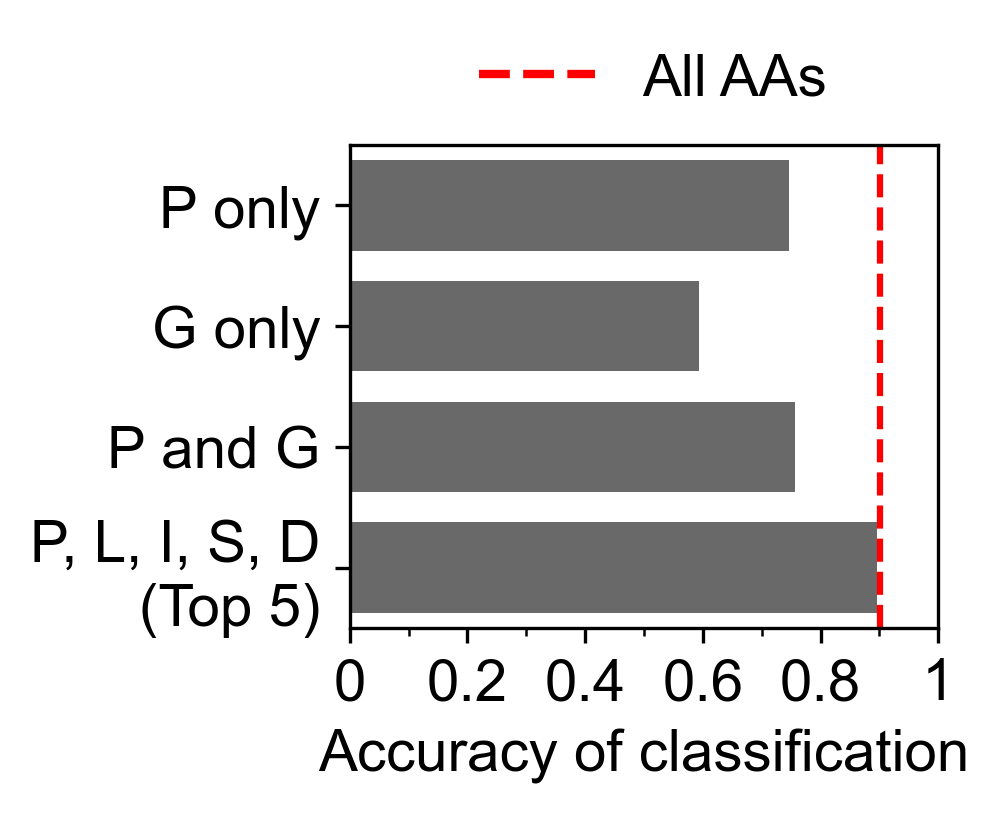 All AAs
P only
G only
P and G
P, L, I, S, D
(Top 5)
0 0.2 0.4 0.6 0.8 1
Accuracy of classification